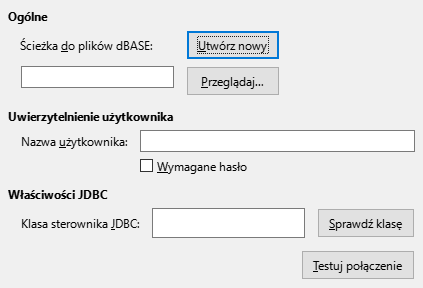 Ogólne
Ścieżka do plików dBASE: Utwórz nowy
Przeglądaj...
Uwierzytelnienie użytkownika
Nazwa użytkownika:
Wymagane hasło
Właściwości JDBC
Klasa sterownika JDBC: Sprawdź klasę
Testuj połączenie